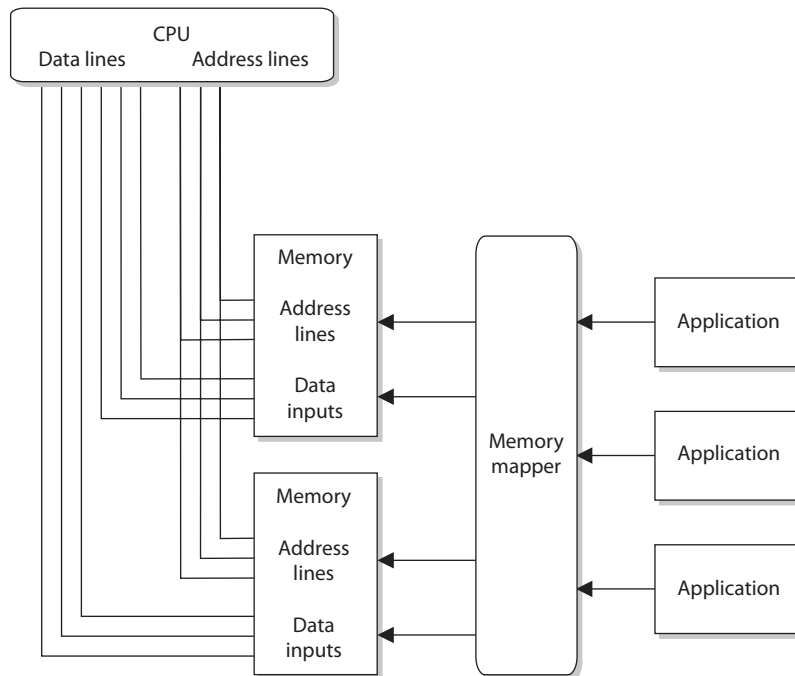 CPU
Data lines Address lines
Memory
Address
lines
Data
inputs
Memory
Address
lines
Data
inputs
Memory
mapper
Application
Application
Application